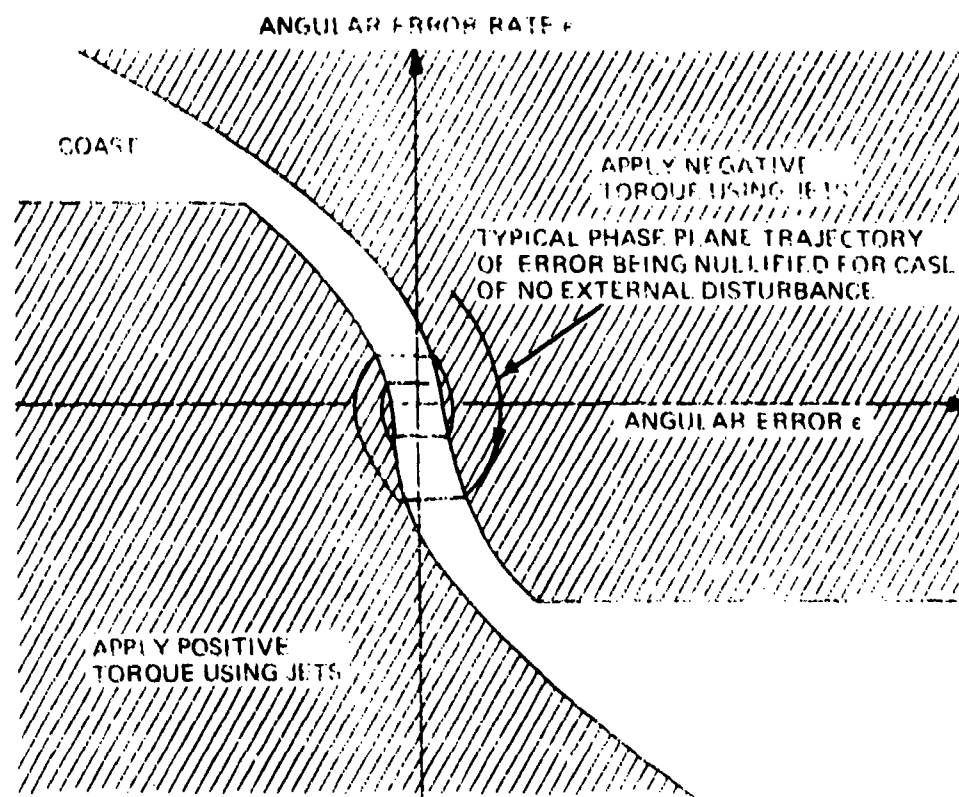 ANGULAR ERROR RATE ε
COAST
APPLY NEGATIVE
TORQUE USING JETS
TYPICAL PHASE PLANE TRAJECTORY
OF ERROR BEING NULLIFIED FOR CASE
OF NO EXTERNAL DISTURBANCE
ANGULAR ERROR ε
APPLY POSITIVE
TORQUE USING JETS